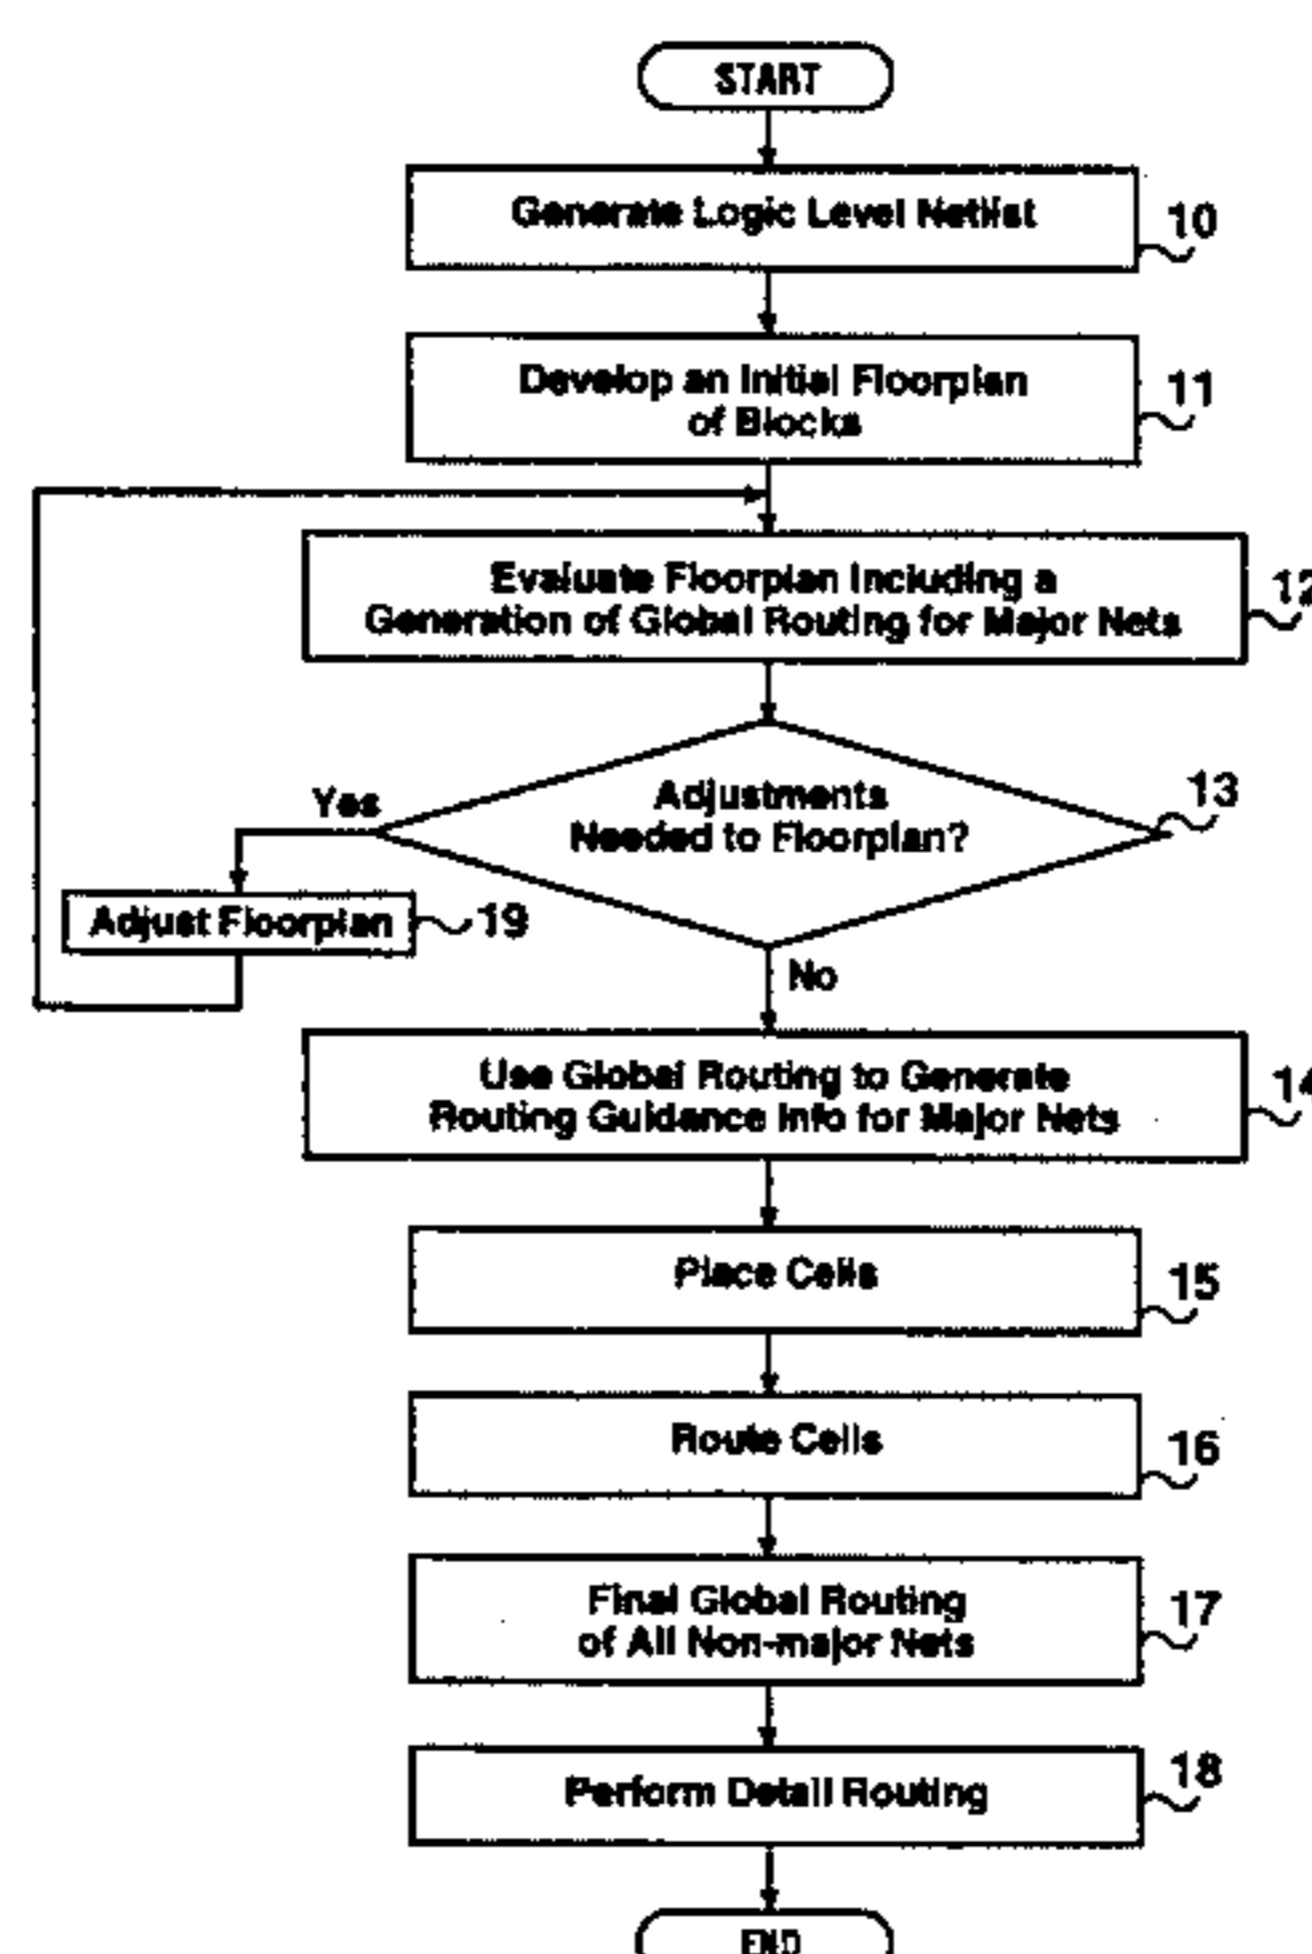 START
Generate Logic Level Netlist
10
Develop an Initial Floorplan
of Blocks
11
Evaluate Floorplan Including a
Generation of Global Routing for Major Nets
12
Adjustments
Needed to Floorplan?
13
Yes
Adjust Floorplan
19
No
Use Global Routing to Generate
Routing Guidance Info for Major Nets
14
Place Cells
15
Route Cells
16
Final Global Routing
of All Non-major Nets
17
Perform Detail Routing
18
END